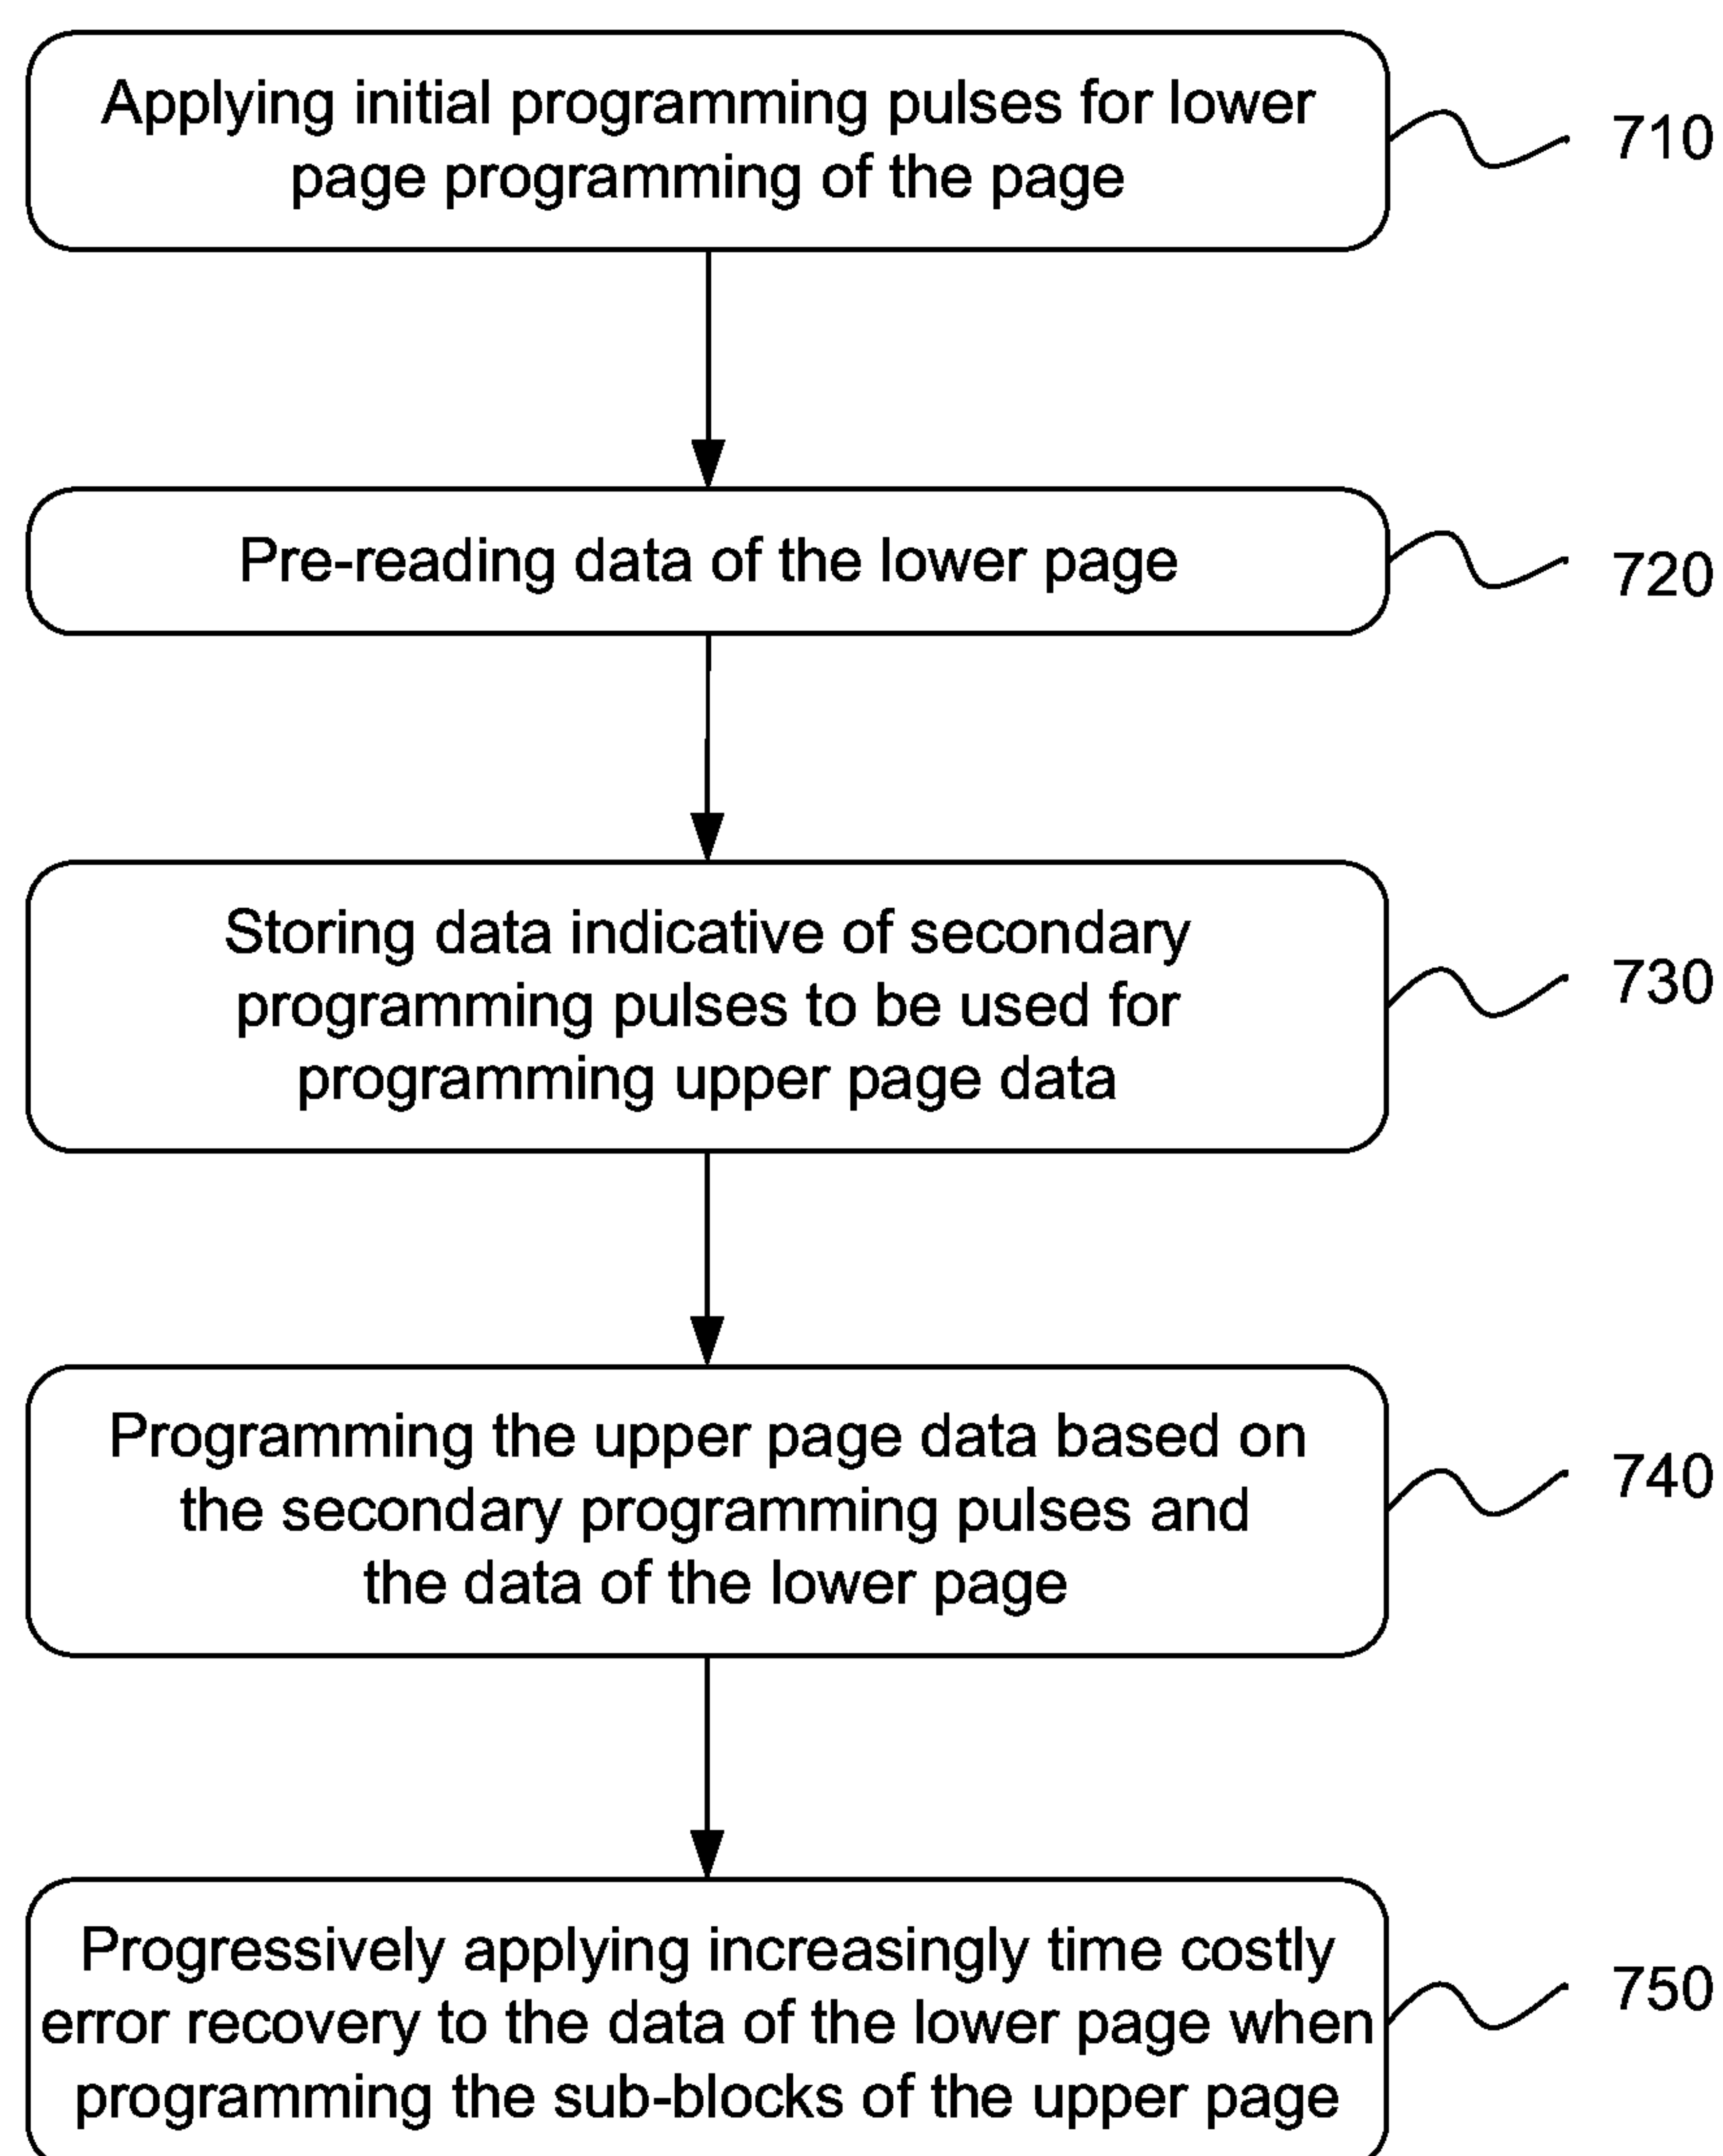 Applying initial programming pulses for lower
page programming of the page
710
Pre-reading data of the lower page
720
Storing data indicative of secondary
programming pulses to be used for
programming upper page data
730
Programming the upper page data based on
the secondary programming pulses and
the data of the lower page
740
Progressively applying increasingly time costly
error recovery to the data of the lower page when
programming the sub-blocks of the upper page
750